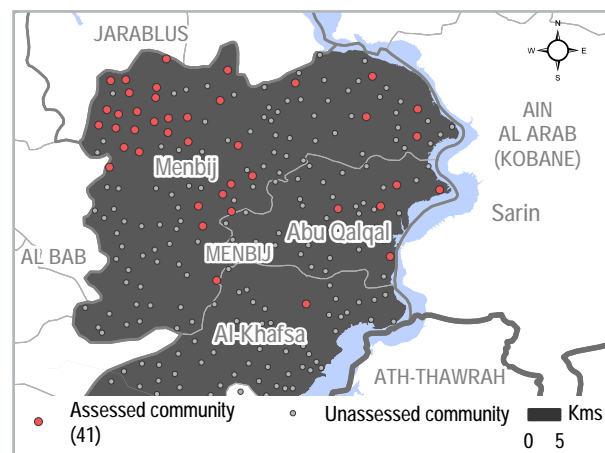 JARABLUS
N
W E
S
AIN
AL ARAB
(KOBANE)
Menbij
Sarin
Abu Qalqal
AL BAB
MENBIJ
Al-Khafsa
ATH-THAWRAH
Assessed community
(41)
Unassessed community
Kms
0 5